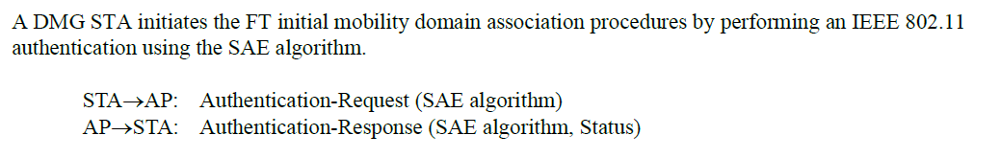 A DMG STA initiates the FT initial mobility domain association procedures by performing an IEEE 802.11
authentication using the SAE algorithm.
STA→AP: Authentication-Request (SAE algorithm)
AP→STA: Authentication-Response (SAE algorithm, Status)